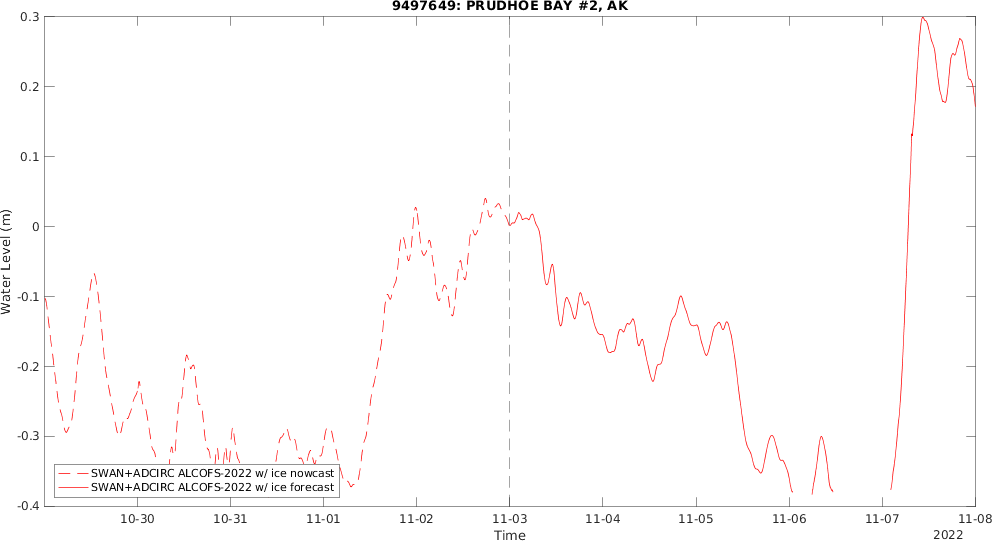 9497649: PRUDHOE BAY #2, AK
Water Level (m)
0.3
0.2
0.1
0
-0.1
-0.2
-0.3
-0.4
SWAN+ADCIRC ALCOFS-2022 w/ ice nowcast
SWAN+ADCIRC ALCOFS-2022 w/ ice forecast
10-30 10-31 11-01 11-02 11-03 11-04 11-05 11-06 11-07 11-08
Time
2022